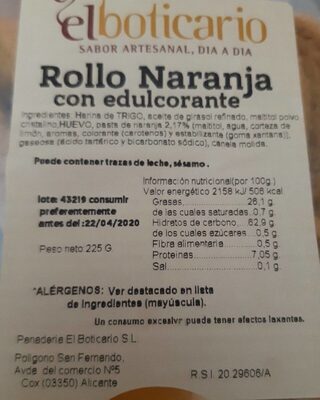 elboticario
SABOR ARTESANAL, DIA A DIA
Rollo Naranja
con edulcorante
Ingredientes: Harina de TRIGO, aceite de girasol refinado, maltitol polvo
cristalino, HUEVO, pasta de naranja 2,17% (maltitol, agua, corteza de
limón, aromas, colorante (carotenos) y estabilizante (goma xantana)),
gaseosa (ácido tartárico y bicarbonato sódico), canela molida.
Puede contener trazas de leche, sésamo.
Información nutricional(por 100g.)
Valor energético 2158 kJ/ 506 kcal
Grasas 26,1 g.
de las cuales saturadas 0,7 g.
Hidratos de carbono 62,9 g.
de los cuales azúcares 0,5 g.
Fibra alimentaria 0,5 g.
Proteinas 7,05 g.
Sal 0,1 g.
lote: 43219 consumir
preferentemente
antes del: 22/04/2020
Peso neto: 225 G.
*ALÉRGENOS: Ver destacado en lista
de ingredientes (mayúscula).
Un consumo excesivr puede tener efectos laxantes.
Panaderia El Boticario S.L.
Poligono San Fernando,
Avda. del comercio Nº5
Cox (03350) Alicante
R.S.I. 20.29606/A